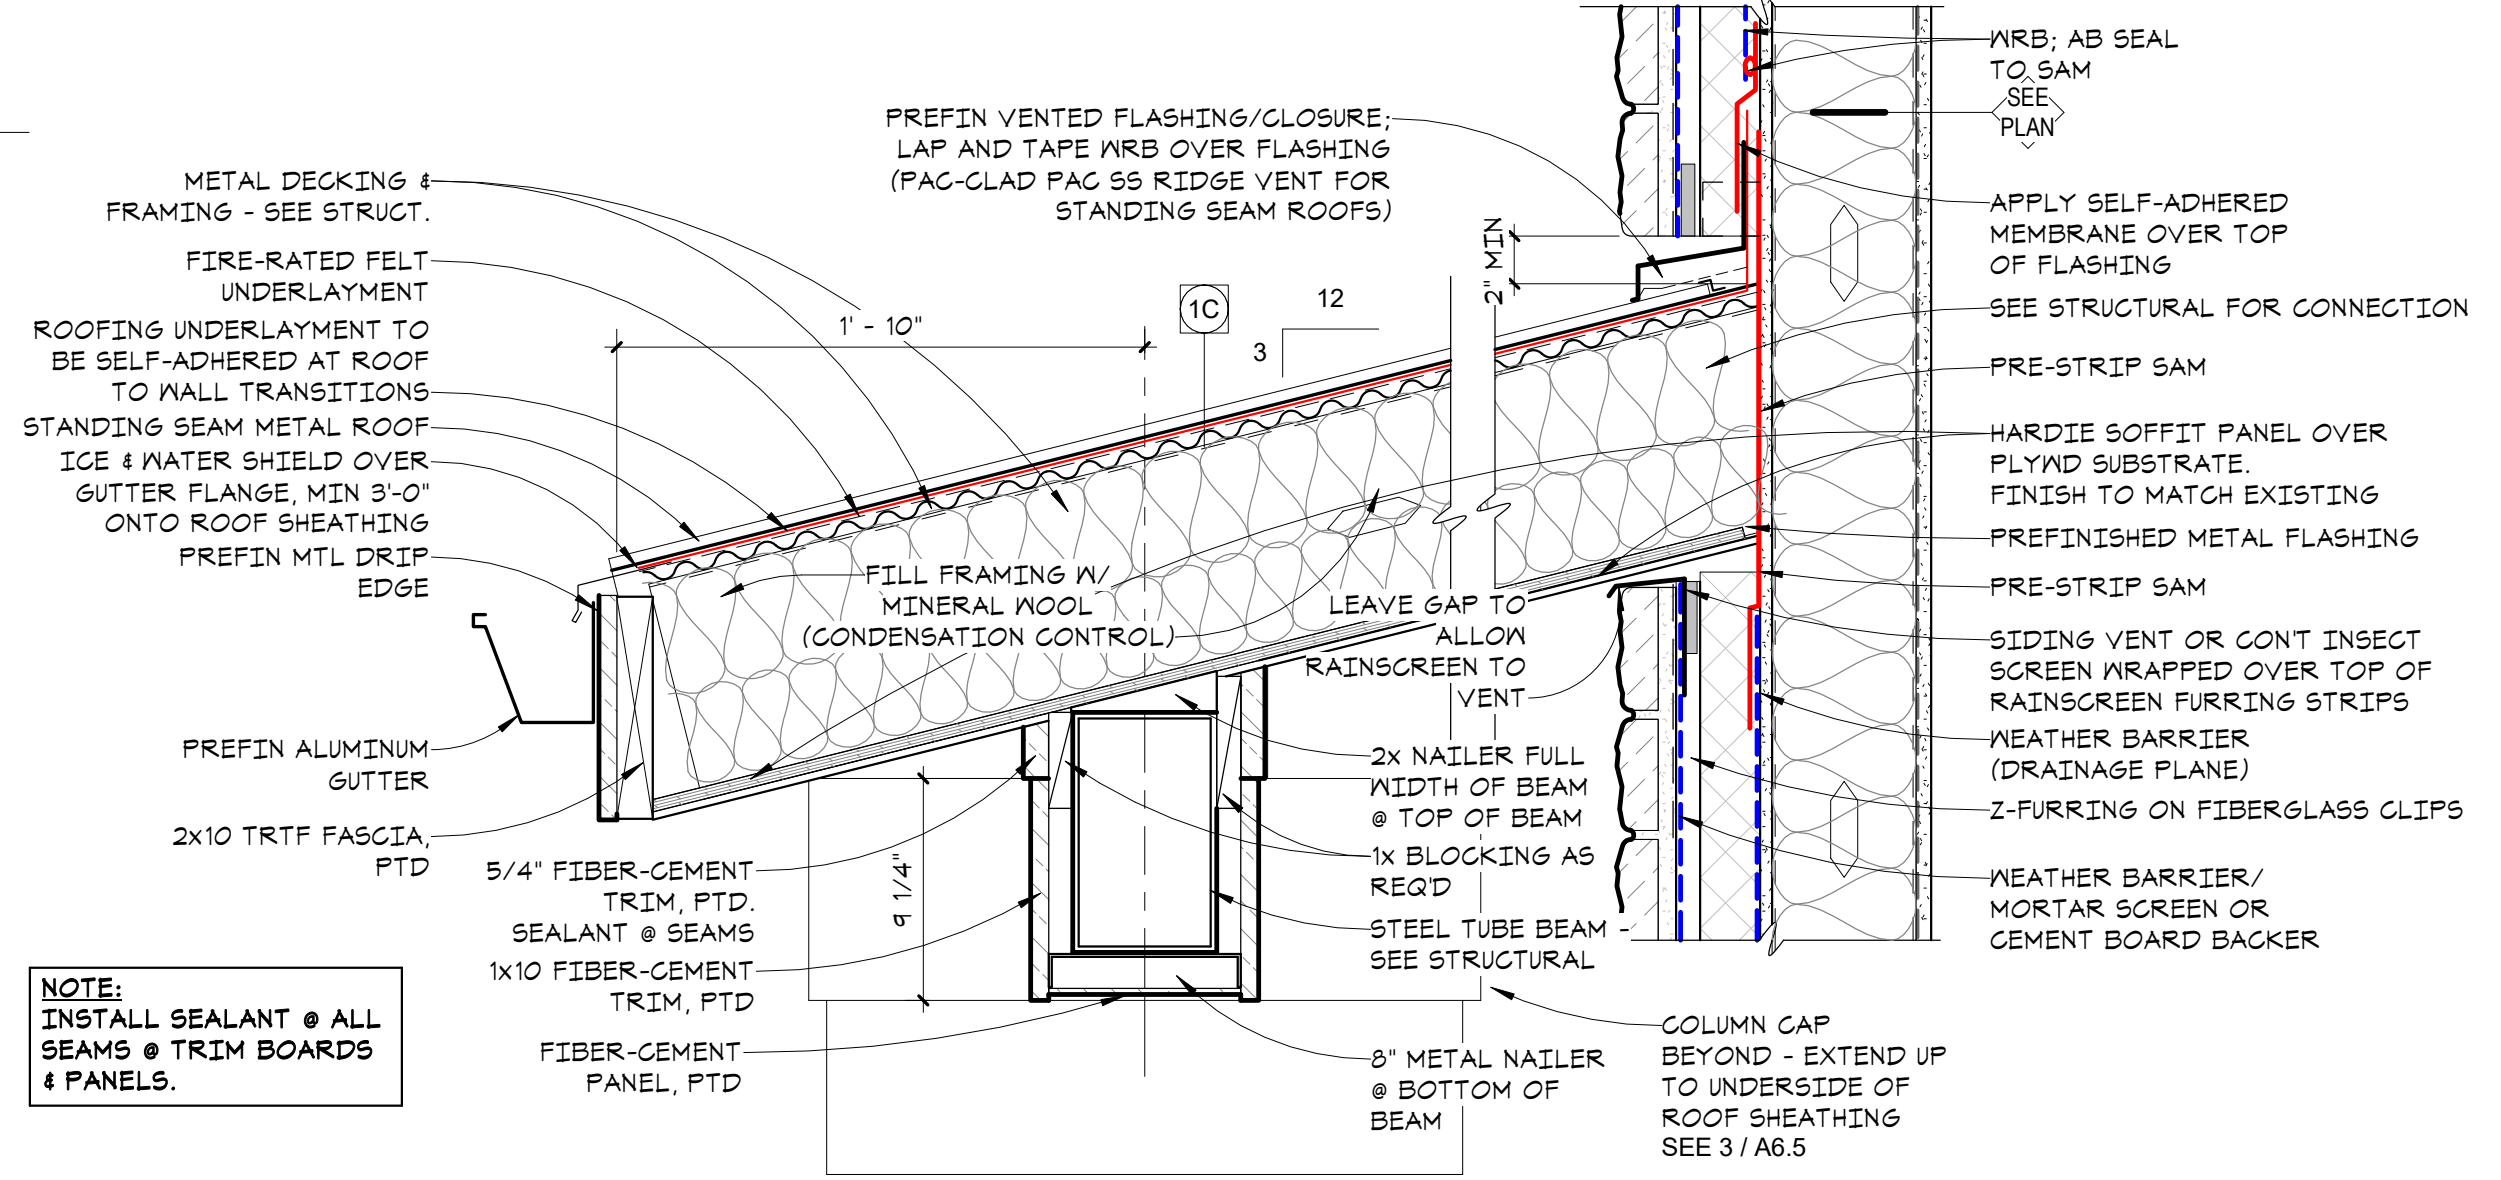 METAL DECKING &
FRAMING - SEE STRUCT.
FIRE-RATED FELT
UNDERLAYMENT
ROOFING UNDERLAYMENT TO
BE SELF-ADHERED AT ROOF
TO WALL TRANSITIONS
STANDING SEAM METAL ROOF
ICE & WATER SHIELD OVER
GUTTER FLANGE, MIN 3'-0"
ONTO ROOF SHEATHING
PREFIN MTL DRIP
EDGE
PREFIN ALUMINUM
GUTTER
2x10 TRTF FASCIA,
PTD
NOTE:
INSTALL SEALANT @ ALL
SEAMS @ TRIM BOARDS
& PANELS.
PREFIN VENTED FLASHING/CLOSURE;
LAP AND TAPE WRB OVER FLASHING
(PAC-CLAD PAC SS RIDGE VENT FOR
STANDING SEAM ROOFS)
1' - 10"
1C
12
3
2" MIN
FILL FRAMING W/
MINERAL WOOL
(CONDENSATION CONTROL)
LEAVE GAP TO
ALLOW
RAINSCREEN TO
VENT
9 1/4"
5/4" FIBER-CEMENT
TRIM, PTD.
SEALANT @ SEAMS
1x10 FIBER-CEMENT
TRIM, PTD
FIBER-CEMENT
PANEL, PTD
2x NAILER FULL
WIDTH OF BEAM
@ TOP OF BEAM
1x BLOCKING AS
REQ'D
STEEL TUBE BEAM -
SEE STRUCTURAL
8" METAL NAILER
@ BOTTOM OF
BEAM
COLUMN CAP
BEYOND - EXTEND UP
TO UNDERSIDE OF
ROOF SHEATHING
SEE 3 / A6.5
WRB; AB SEAL
TO SAM
SEE
PLAN
APPLY SELF-ADHERED
MEMBRANE OVER TOP
OF FLASHING
SEE STRUCTURAL FOR CONNECTION
PRE-STRIP SAM
HARDIE SOFFIT PANEL OVER
PLYWD SUBSTRATE.
FINISH TO MATCH EXISTING
PREFINISHED METAL FLASHING
PRE-STRIP SAM
SIDING VENT OR CON'T INSECT
SCREEN WRAPPED OVER TOP OF
RAINSCREEN FURRING STRIPS
WEATHER BARRIER
(DRAINAGE PLANE)
Z-FURRING ON FIBERGLASS CLIPS
WEATHER BARRIER/
MORTAR SCREEN OR
CEMENT BOARD BACKER